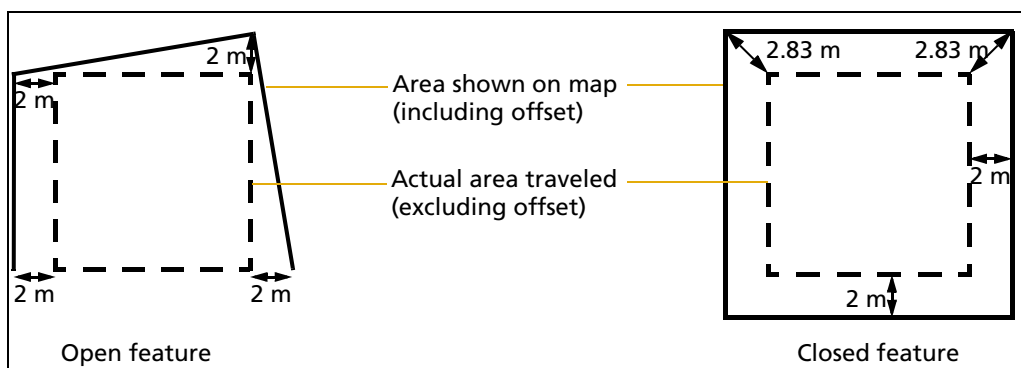 2 m
2.83 m
2.83 m
Area shown on map
(including offset)
2 m
2 m
Actual area traveled
(excluding offset)
2 m
2 m
2 m
Open feature
Closed feature